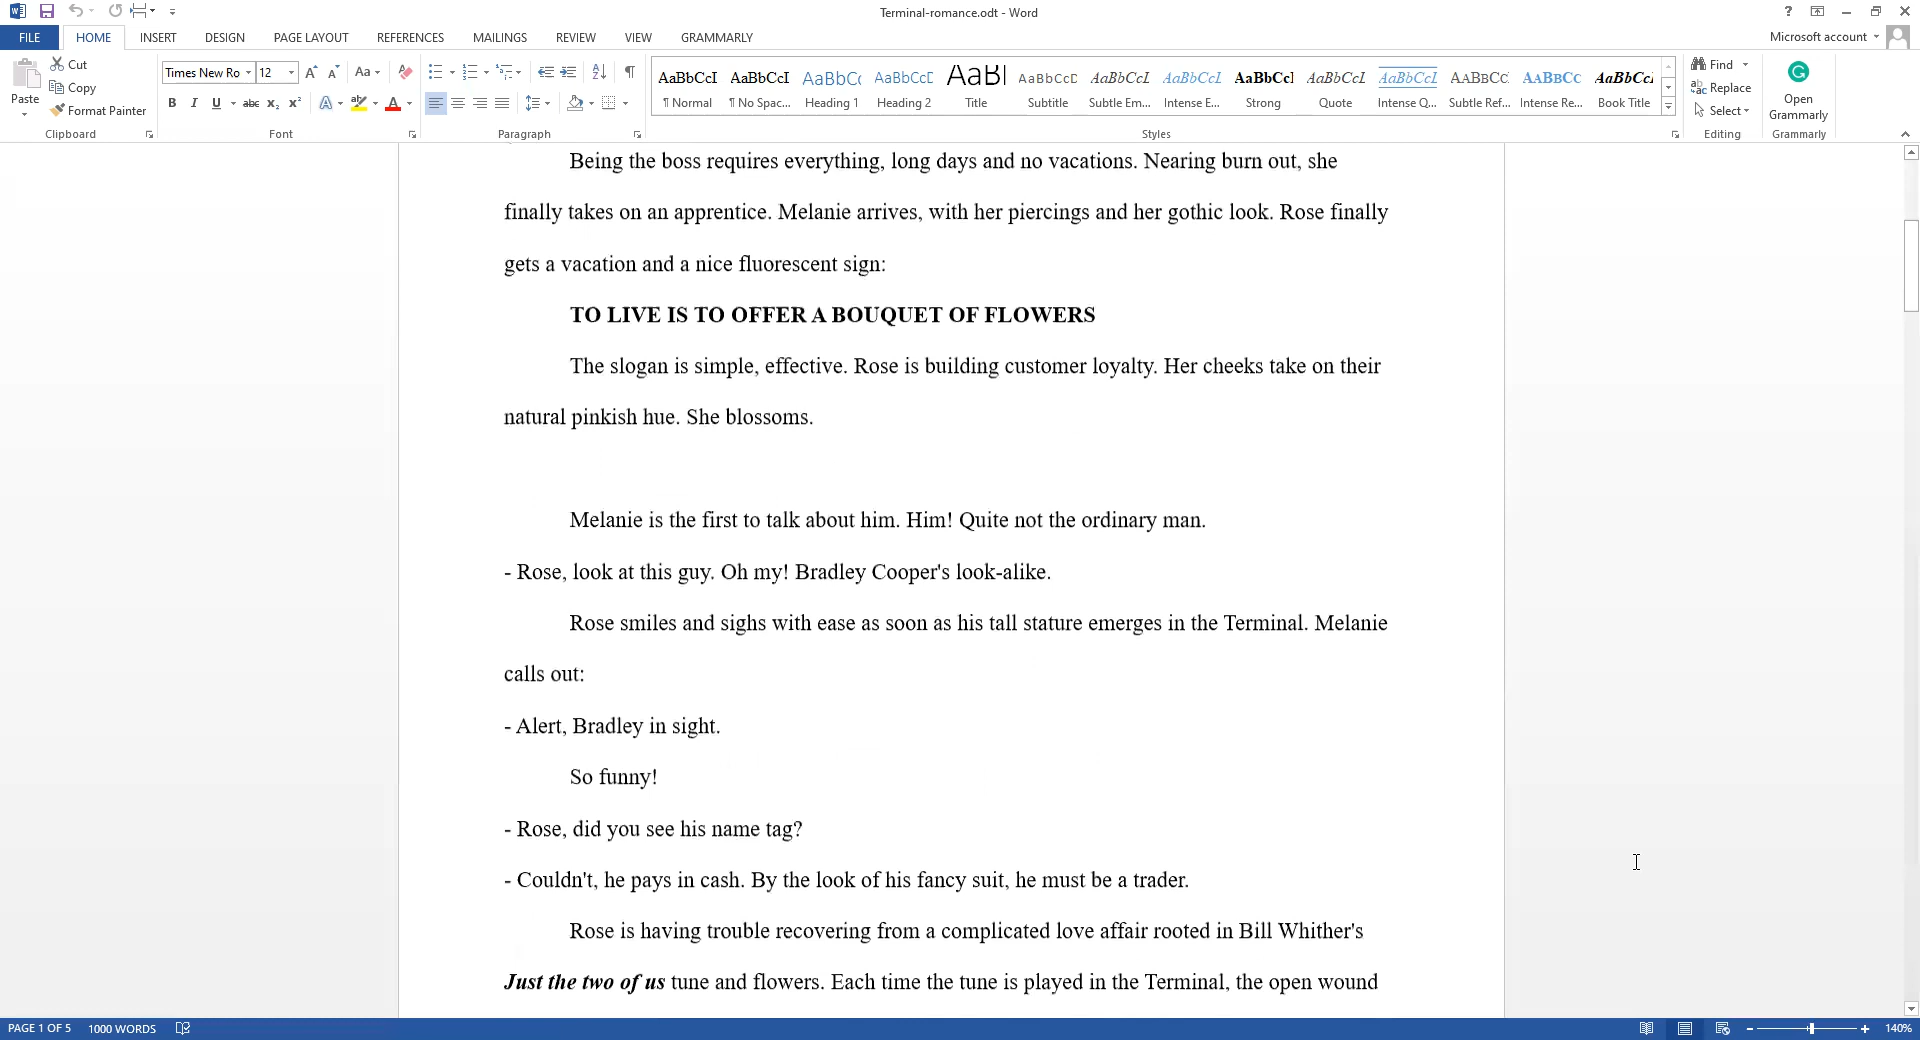 Terminal-romance.odt - Word
?
FILE HOME INSERT DESIGN PAGE LAYOUT REFERENCES MAILINGS REVIEW VIEW GRAMMARLY
Microsoft account
Paste
Cut
Copy
Format Painter
Clipboard
Times New Ro 12
Aa
B I U abc x₂ x²
Font
Paragraph
AaBbCcI AaBbCcI AaBbCc AaBbCcE AaBl AaBbCcD AaBbCcL AaBbCcL AaBbCcI AaBbCcL AaBbCcL AaBbCc AaBbCc AaBbCcL
¶ Normal ¶ No Spac... Heading 1 Heading 2 Title Subtitle Subtle Em... Intense E... Strong Quote Intense Q... Subtle Ref... Intense Re... Book Title
Styles
Find
Replace
Select
Editing
Open
Grammarly
Grammarly
Being the boss requires everything, long days and no vacations. Nearing burn out, she
finally takes on an apprentice. Melanie arrives, with her piercings and her gothic look. Rose finally
gets a vacation and a nice fluorescent sign:
TO LIVE IS TO OFFER A BOUQUET OF FLOWERS
The slogan is simple, effective. Rose is building customer loyalty. Her cheeks take on their
natural pinkish hue. She blossoms.
Melanie is the first to talk about him. Him! Quite not the ordinary man.
- Rose, look at this guy. Oh my! Bradley Cooper's look-alike.
Rose smiles and sighs with ease as soon as his tall stature emerges in the Terminal. Melanie
calls out:
- Alert, Bradley in sight.
So funny!
- Rose, did you see his name tag?
- Couldn't, he pays in cash. By the look of his fancy suit, he must be a trader.
Rose is having trouble recovering from a complicated love affair rooted in Bill Whither's
Just the two of us tune and flowers. Each time the tune is played in the Terminal, the open wound
PAGE 1 OF 5 1000 WORDS
140%